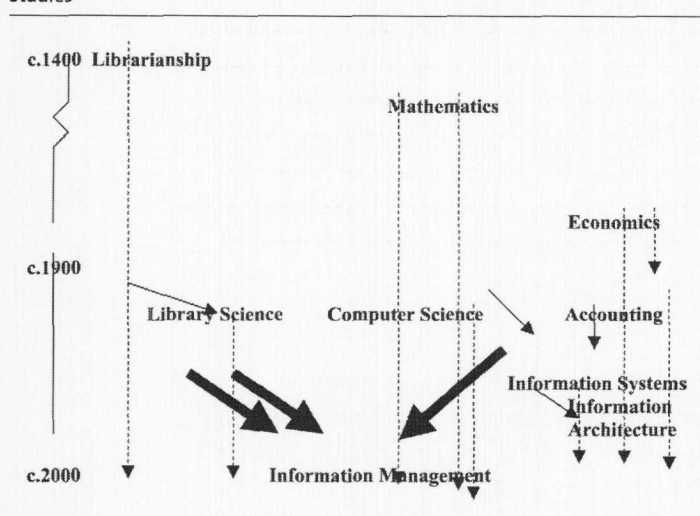 Studies
c.1400 Librarianship
Mathematics
Economics
c.1900
Library Science Computer Science Accounting
Information Systems
Information
Architecture
c.2000 Information Management